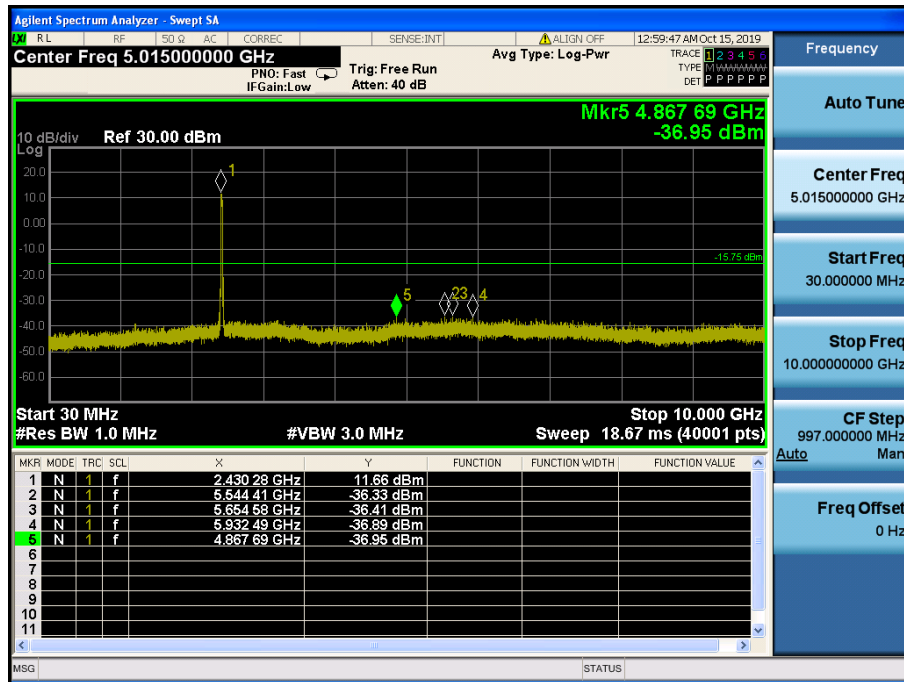 Agilent Spectrum Analyzer - Swept SA
LXI RL RF 50 Ω AC CORREC SENSE:INT ALIGN OFF 12:59:47 AM Oct 15, 2019
Center Freq 5.015000000 GHz
PNO: Fast
IFGain:Low
Trig: Free Run
Atten: 40 dB
Avg Type: Log-Pwr
TRACE 1 2 3 4 5 6
TYPE M W W W W W
DET P P P P P P
Mkr5 4.867 69 GHz
-36.95 dBm
10 dB/div Ref 30.00 dBm
Log
20.0
10.0
0.00
-10.0
-20.0
-30.0
-40.0
-50.0
-60.0
1
-15.75 dBm
5
2
3
4
Start 30 MHz
Stop 10.000 GHz
#Res BW 1.0 MHz
#VBW 3.0 MHz
Sweep 18.67 ms (40001 pts)
MKR MODE TRC SCL X Y FUNCTION FUNCTION WIDTH FUNCTION VALUE
1 N 1 f 2.430 28 GHz 11.66 dBm
2 N 1 f 5.544 41 GHz -36.33 dBm
3 N 1 f 5.654 58 GHz -36.41 dBm
4 N 1 f 5.932 49 GHz -36.89 dBm
5 N 1 f 4.867 69 GHz -36.95 dBm
6
7
8
9
10
11
MSG
STATUS
Frequency
Auto Tune
Center Freq
5.015000000 GHz
Start Freq
30.000000 MHz
Stop Freq
10.000000000 GHz
CF Step
997.000000 MHz
Auto Man
Freq Offset
0 Hz